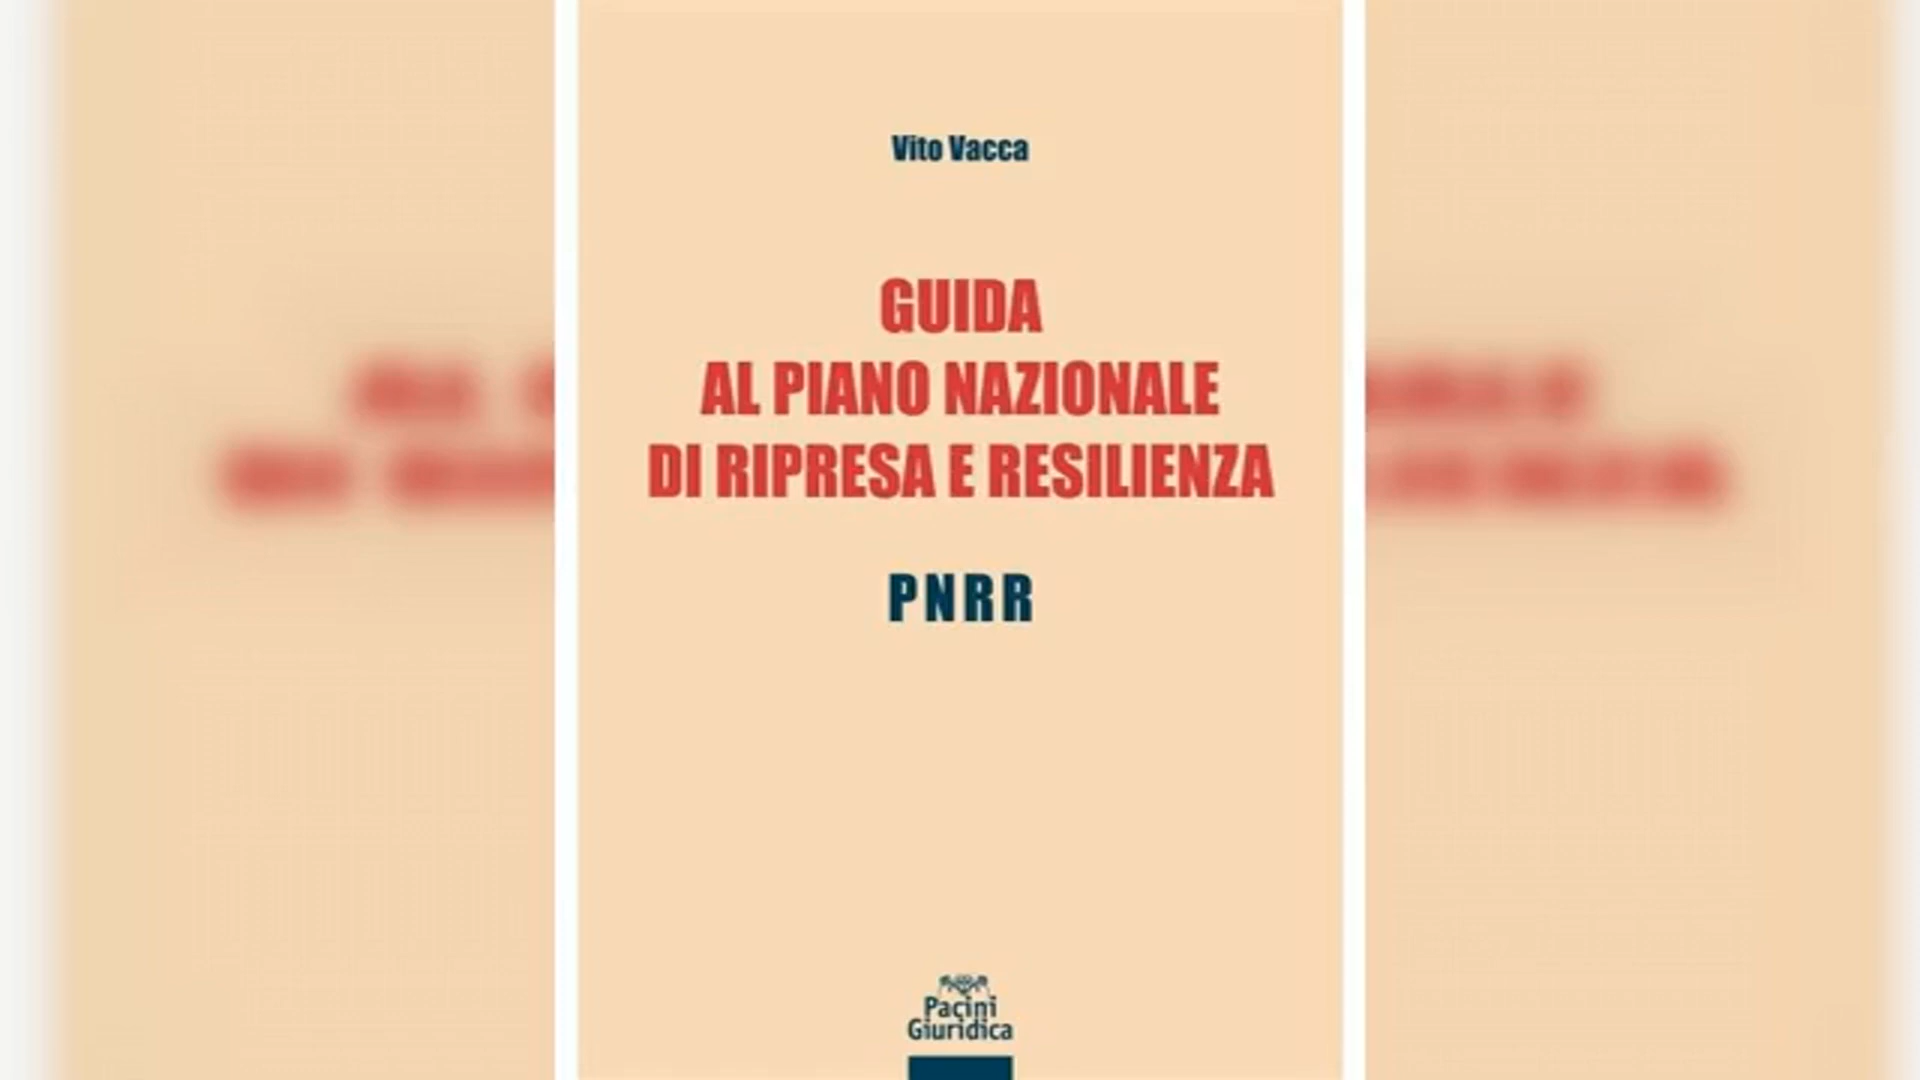 Vito Vacca
GUIDA
AL PIANO NAZIONALE
DI RIPRESA E RESILIENZA
PNRR
Pacini
Giuridica